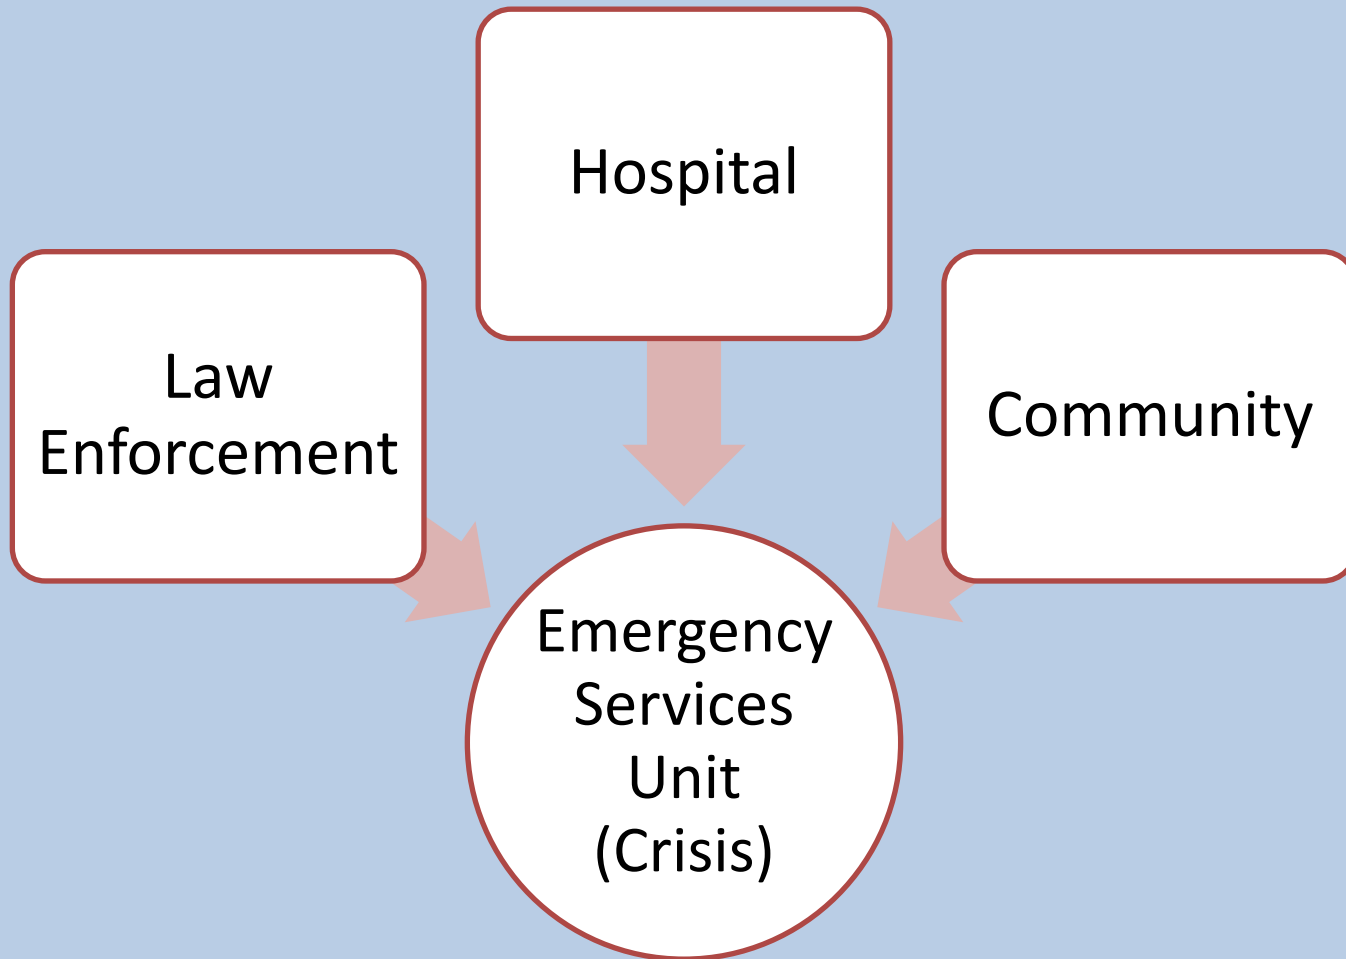 Hospital
Law
Enforcement
Community
Emergency
Services
Unit
(Crisis)